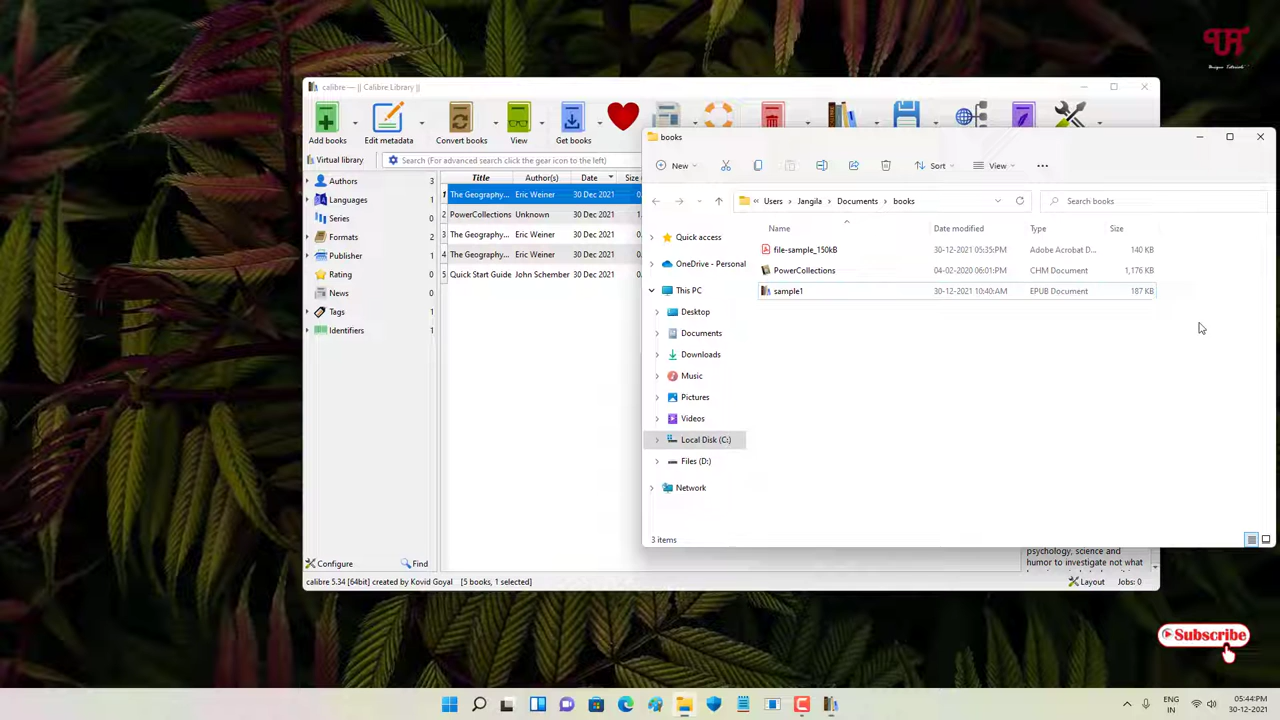 UR
Unique Tutorials
calibre — || Calibre Library ||
Add books
Edit metadata
Convert books
View
Get books
Virtual library
Search (For advanced search click the gear icon to the left)
Title Author(s) Date Size
1 The Geography... Eric Weiner 30 Dec 2021
2 PowerCollections Unknown 30 Dec 2021
3 The Geography... Eric Weiner 30 Dec 2021
4 The Geography... Eric Weiner 30 Dec 2021
5 Quick Start Guide John Schember 30 Dec 2021
Authors 3
Languages 2
Series 0
Formats 2
Publisher 1
Rating 0
News 0
Tags 1
Identifiers 1
Configure
Find
calibre 5.34 [64bit] created by Kovid Goyal [5 books, 1 selected]
psychology, science and
humor to investigate not what
Layout
Jobs: 0
books
New
Sort
View
« Users > Jangila > Documents > books
Search books
Name Date modified Type Size
file-sample_150kB 30-12-2021 05:35:PM Adobe Acrobat D... 140 KB
PowerCollections 04-02-2020 06:01:PM CHM Document 1,176 KB
sample1 30-12-2021 10:40:AM EPUB Document 187 KB
Quick access
OneDrive - Personal
This PC
Desktop
Documents
Downloads
Music
Pictures
Videos
Local Disk (C:)
Files (D:)
Network
3 items
Subscribe
ENG
IN
05:44:PM
30-12-2021